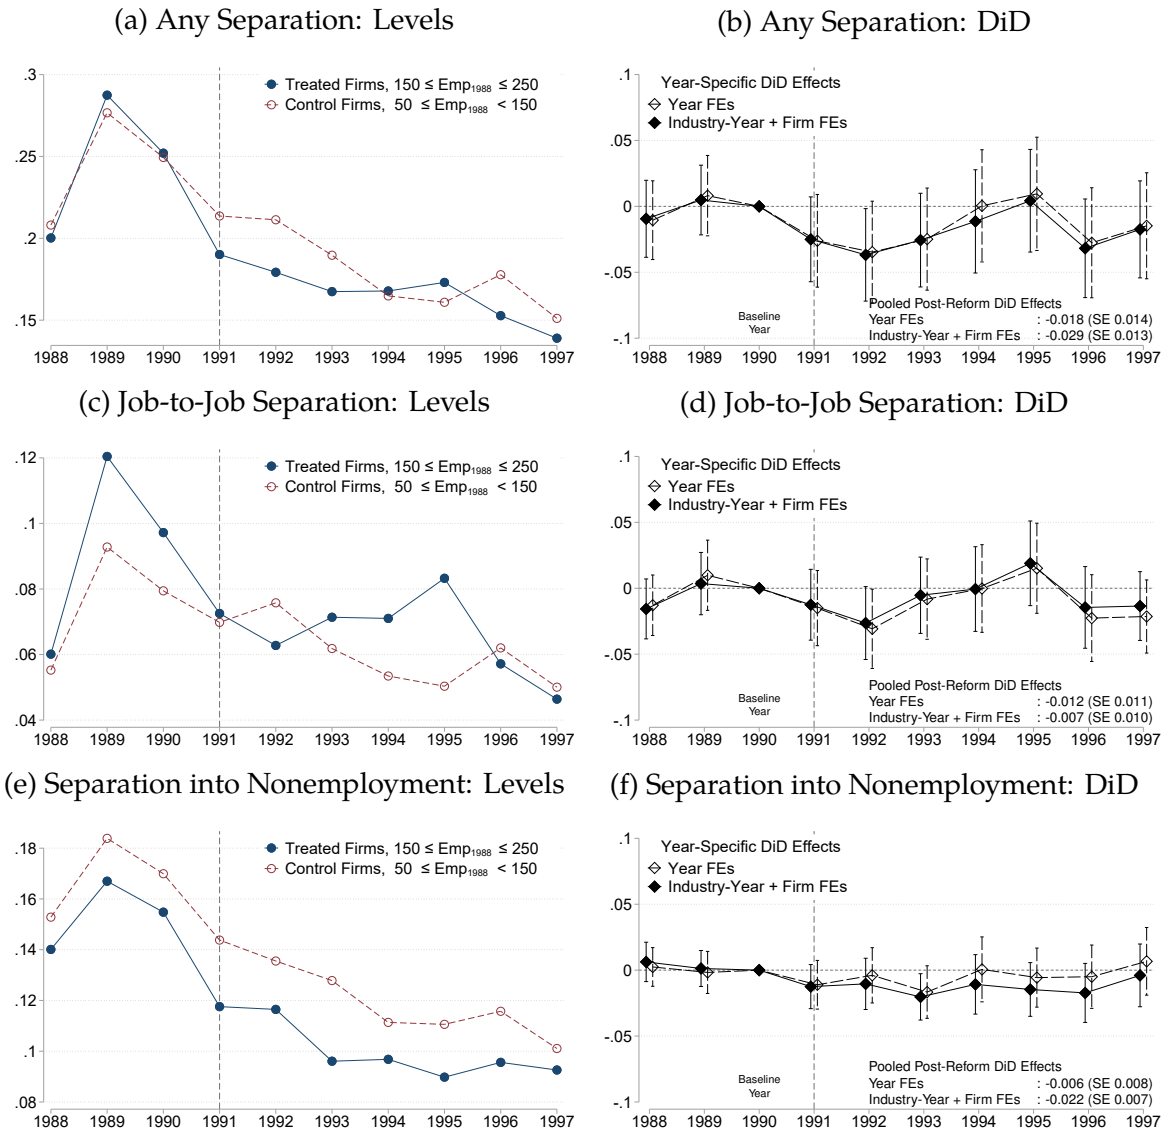 (a) Any Separation: Levels
.3
.25
.2
.15
Treated Firms, 150 ≤ Emp₁₉₈₈ ≤ 250
Control Firms, 50 ≤ Emp₁₉₈₈ < 150
1988 1989 1990 1991 1992 1993 1994 1995 1996 1997
(b) Any Separation: DiD
.1
.05
0
-.05
-.1
Year-Specific DiD Effects
Year FEs
Industry-Year + Firm FEs
Baseline
Year
Pooled Post-Reform DiD Effects
Year FEs : -0.018 (SE 0.014)
Industry-Year + Firm FEs : -0.029 (SE 0.013)
1988 1989 1990 1991 1992 1993 1994 1995 1996 1997
(c) Job-to-Job Separation: Levels
.12
.1
.08
.06
.04
Treated Firms, 150 ≤ Emp₁₉₈₈ ≤ 250
Control Firms, 50 ≤ Emp₁₉₈₈ < 150
1988 1989 1990 1991 1992 1993 1994 1995 1996 1997
(d) Job-to-Job Separation: DiD
.1
.05
0
-.05
-.1
Year-Specific DiD Effects
Year FEs
Industry-Year + Firm FEs
Baseline
Year
Pooled Post-Reform DiD Effects
Year FEs : -0.012 (SE 0.011)
Industry-Year + Firm FEs : -0.007 (SE 0.010)
1988 1989 1990 1991 1992 1993 1994 1995 1996 1997
(e) Separation into Nonemployment: Levels
.18
.16
.14
.12
.1
.08
Treated Firms, 150 ≤ Emp₁₉₈₈ ≤ 250
Control Firms, 50 ≤ Emp₁₉₈₈ < 150
1988 1989 1990 1991 1992 1993 1994 1995 1996 1997
(f) Separation into Nonemployment: DiD
.1
.05
0
-.05
-.1
Year-Specific DiD Effects
Year FEs
Industry-Year + Firm FEs
Baseline
Year
Pooled Post-Reform DiD Effects
Year FEs : -0.006 (SE 0.008)
Industry-Year + Firm FEs : -0.022 (SE 0.007)
1988 1989 1990 1991 1992 1993 1994 1995 1996 1997